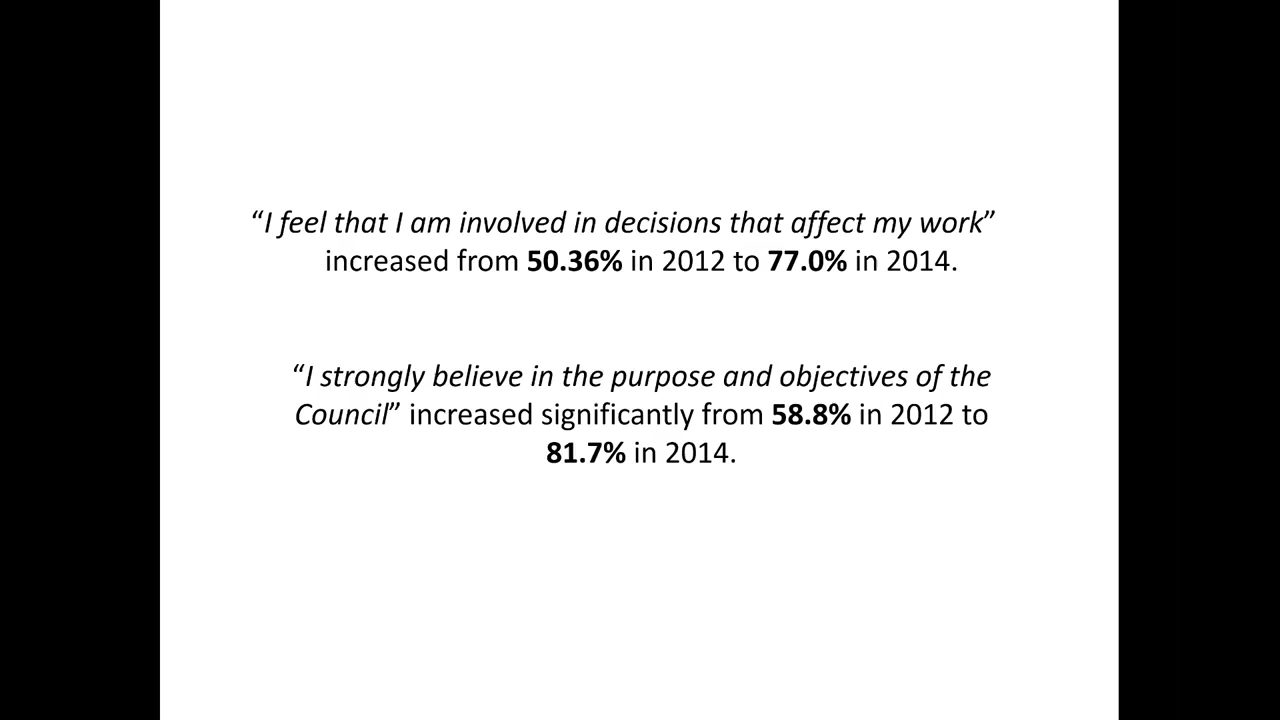 “I feel that I am involved in decisions that affect my work”
increased from 50.36% in 2012 to 77.0% in 2014.
“I strongly believe in the purpose and objectives of the
Council” increased significantly from 58.8% in 2012 to
81.7% in 2014.